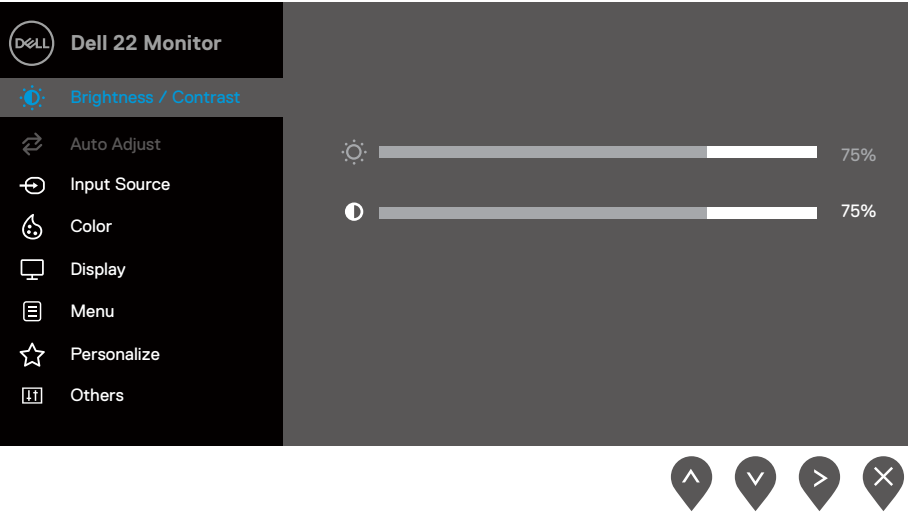 DELL
Dell 22 Monitor
Brightness / Contrast
Auto Adjust
75%
Input Source
75%
Color
Display
Menu
Personalize
Others